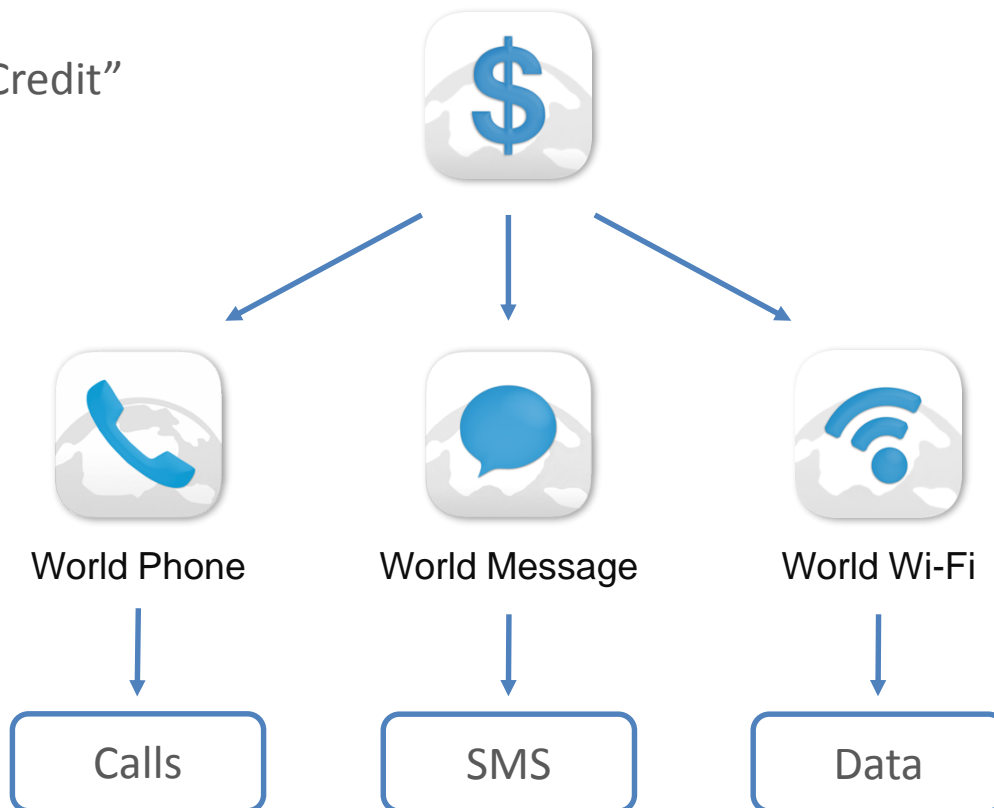 Credit”
$
World Phone
World Message
World Wi-Fi
Calls
SMS
Data